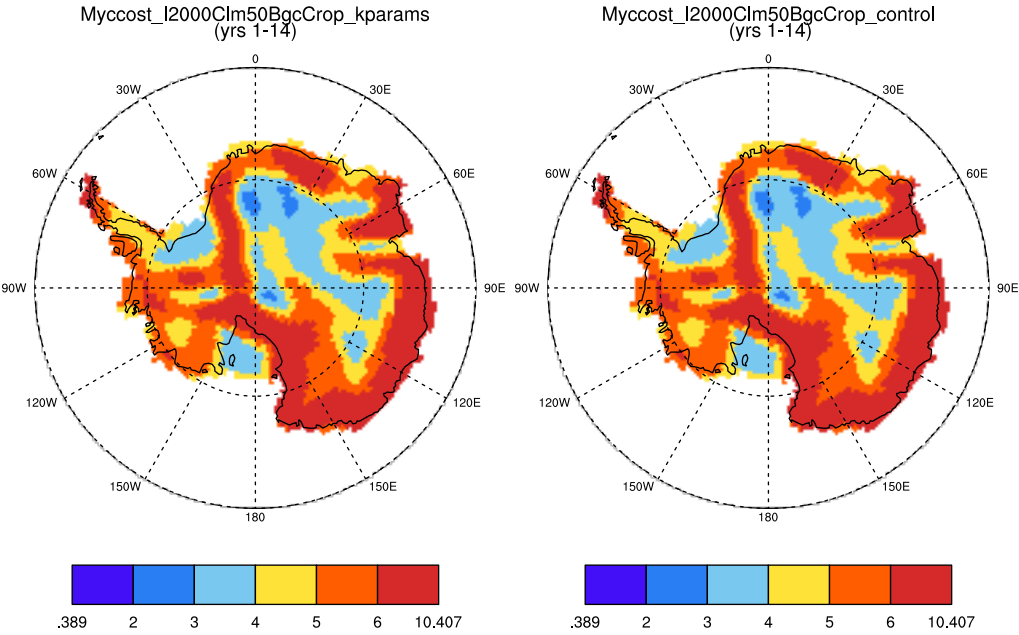 Myccost_I2000Clm50BgcCrop_kparams
(yrs 1-14)
0
30W
30E
60W
60E
90W
90E
120W
120E
150W
150E
180
.389 2 3 4 5 6 10.407
Myccost_I2000Clm50BgcCrop_control
(yrs 1-14)
0
30W
30E
60W
60E
90W
90E
120W
120E
150W
150E
180
.389 2 3 4 5 6 10.407